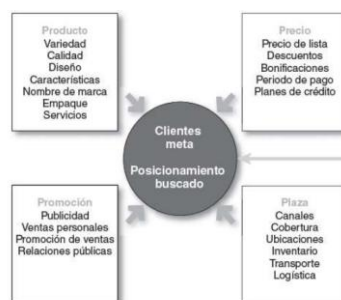 Producto
Variedad
Calidad
Diseño
Características
Nombre de marca
Empaque
Servicios
Precio
Precio de lista
Descuentos
Bonificaciones
Periodo de pago
Planes de crédito
Clientes
meta
Posicionamiento
buscado
Promoción
Publicidad
Ventas personales
Promoción de ventas
Relaciones públicas
Plaza
Canales
Cobertura
Ubicaciones
Inventario
Transporte
Logística